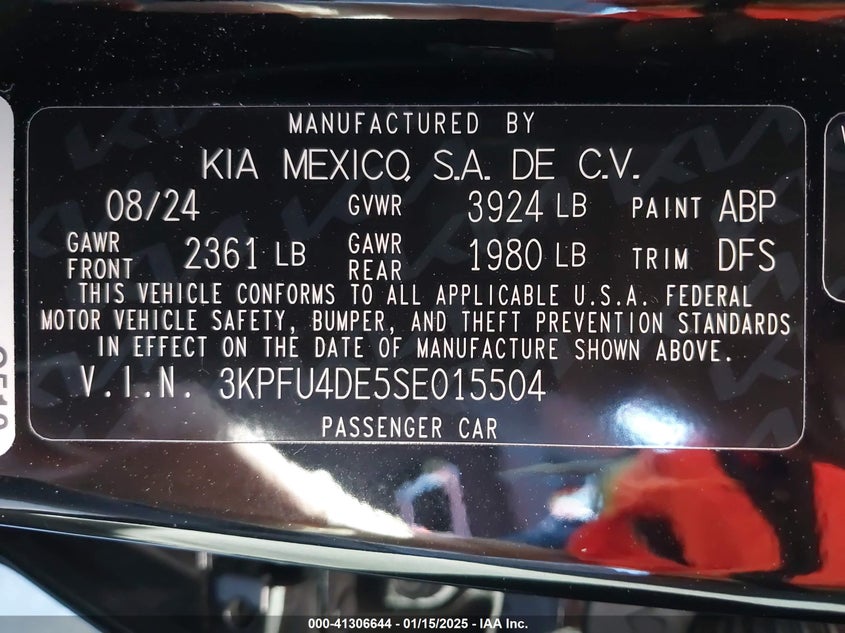 MANUFACTURED BY
KIA MEXICO, S.A. DE C.V.
08/24 GVWR 3924 LB PAINT ABP
GAWR FRONT 2361 LB GAWR REAR 1980 LB TRIM DFS
THIS VEHICLE CONFORMS TO ALL APPLICABLE U.S.A. FEDERAL
MOTOR VEHICLE SAFETY, BUMPER, AND THEFT PREVENTION STANDARDS
IN EFFECT ON THE DATE OF MANUFACTURE SHOWN ABOVE.
V.I.N. 3KPFU4DE5SE015504
PASSENGER CAR
000-41306644 - 01/15/2025 - IAA Inc.